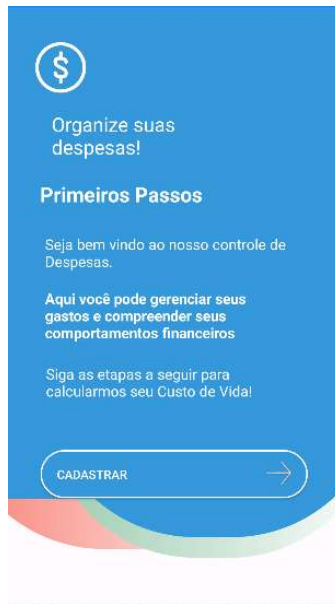 $
Organize suas
despesas!
Primeiros Passos
Seja bem vindo ao nosso controle de
Despesas.
Aqui você pode gerenciar seus
gastos e compreender seus
comportamentos financeiros
Siga as etapas a seguir para
calcularmos seu Custo de Vida!
CADASTRAR